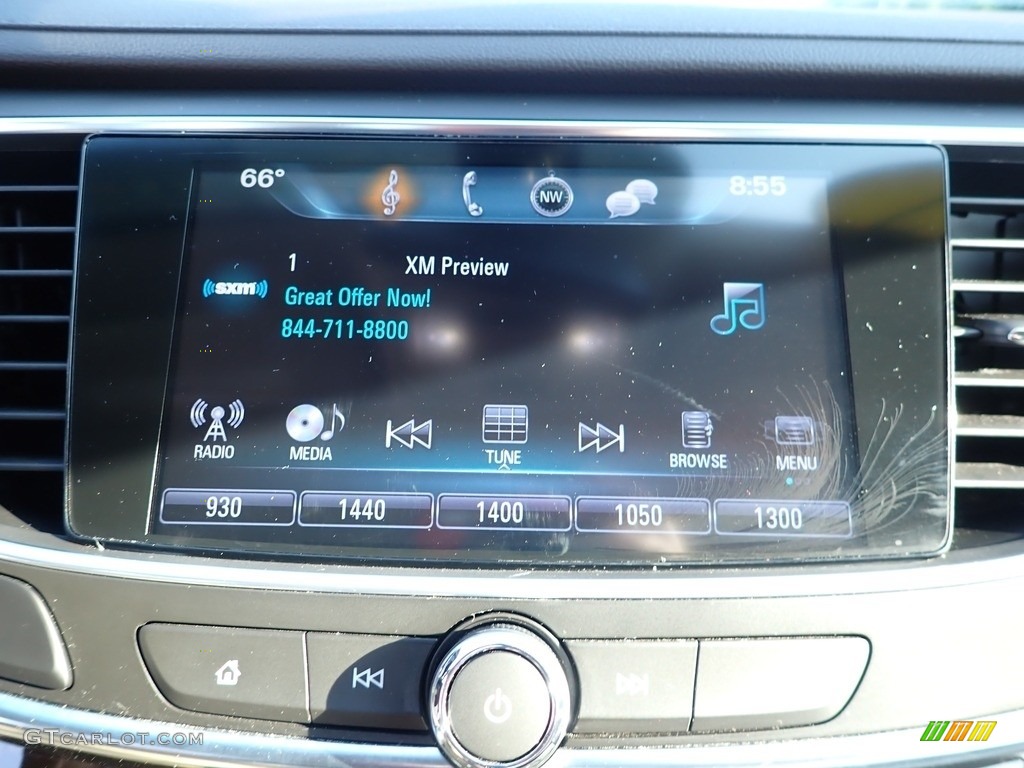 66°
NW
8:55
1 XM Preview
sxm
Great Offer Now!
844-711-8800
RADIO
MEDIA
TUNE
BROWSE
MENU
930
1440
1400
1050
1300
GTCARLOT.COM